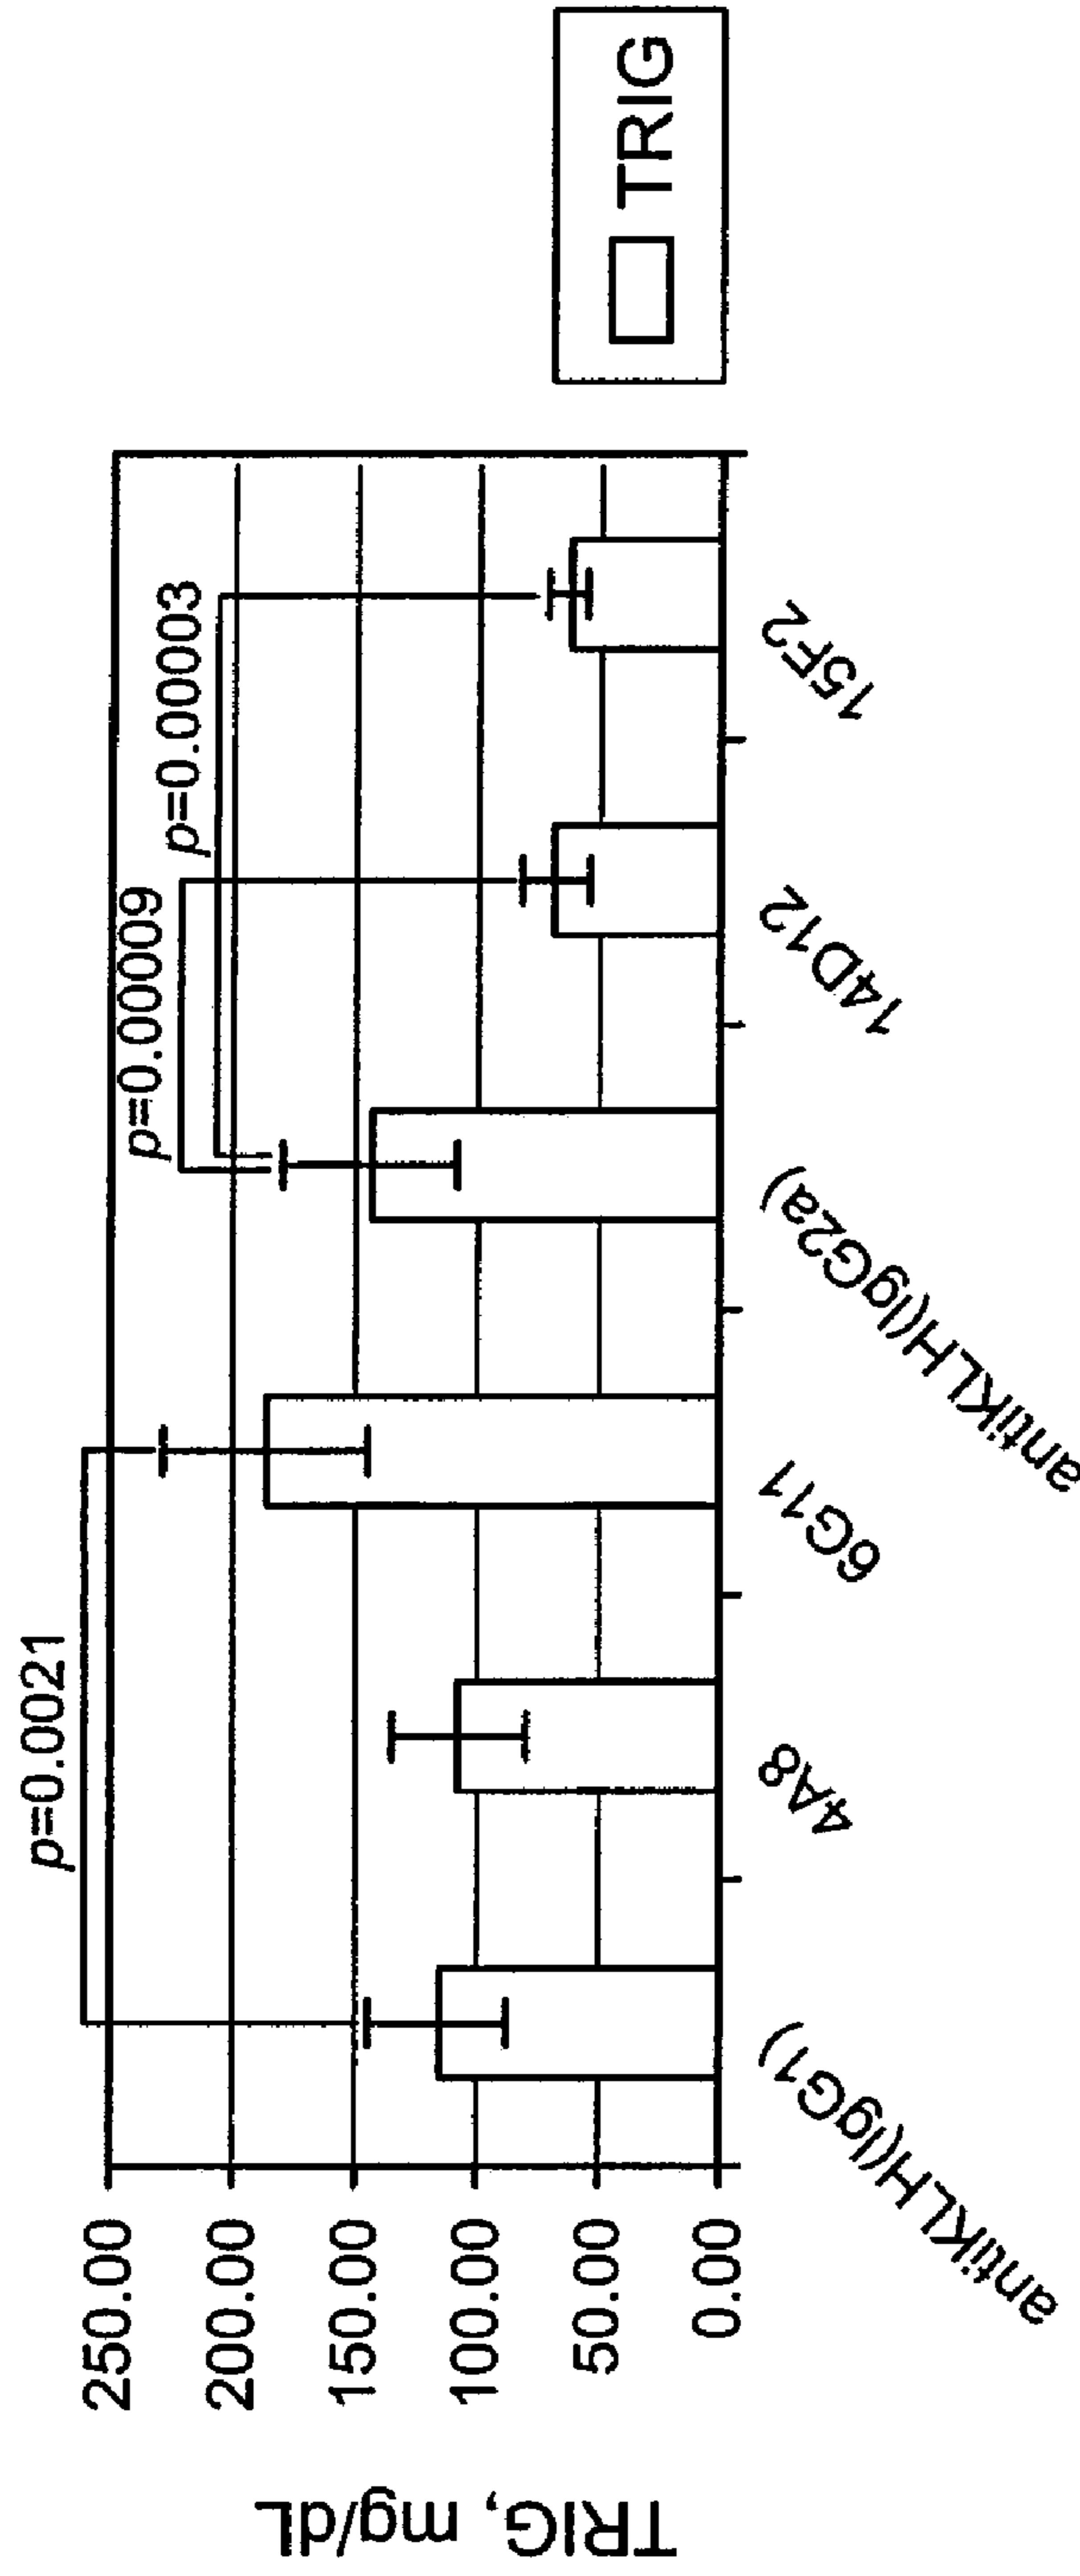 p=0.0021
p=0.00009
p=0.00003
250.00
200.00
150.00
100.00
50.00
0.00
TRIG, mg/dL
antiKLH(IgG1)
4A8
6G11
antiKLH(IgG2a)
14D12
15F2
TRIG